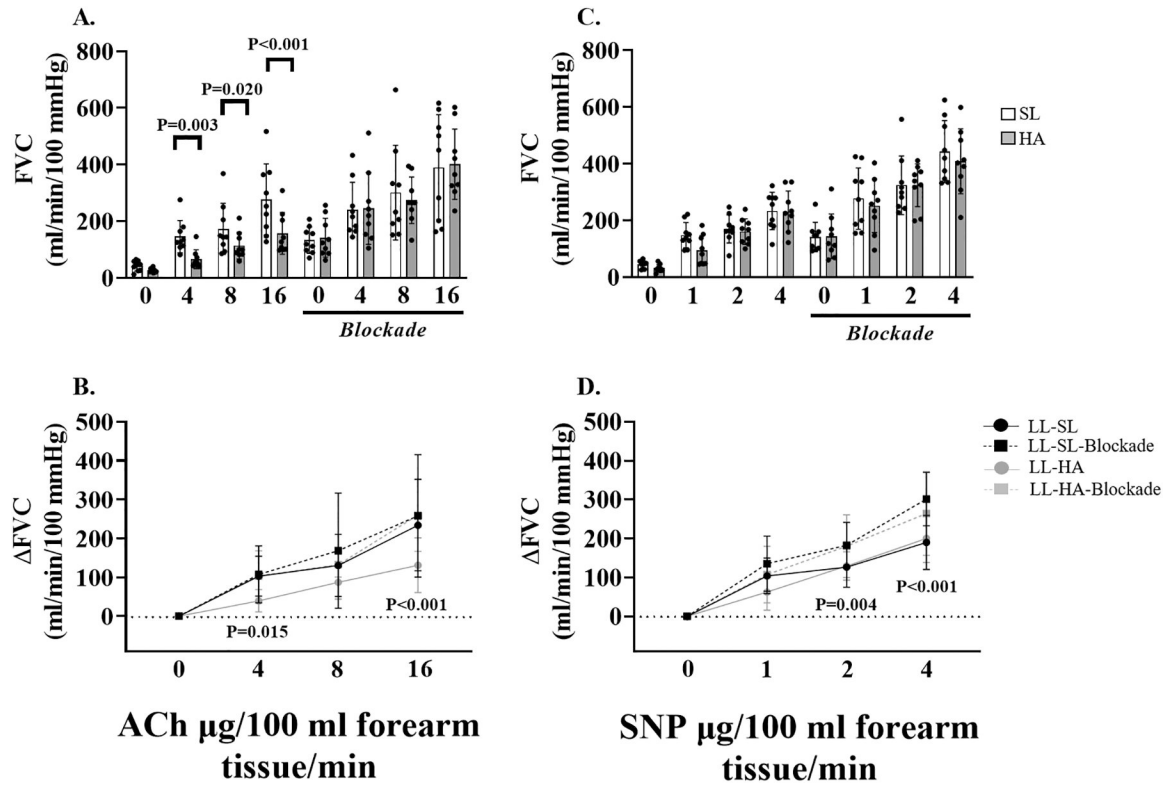 A.
800
600
400
200
0
FVC
(ml/min/100 mmHg)
P=0.003
P=0.020
P<0.001
0 4 8 16 0 4 8 16
Blockade
C.
800
600
400
200
0
FVC
(ml/min/100 mmHg)
0 1 2 4 0 1 2 4
Blockade
SL
HA
B.
500
400
300
200
100
0
ΔFVC
(ml/min/100 mmHg)
P=0.015
P<0.001
0 4 8 16
ACh µg/100 ml forearm
tissue/min
D.
500
400
300
200
100
0
ΔFVC
(ml/min/100 mmHg)
P=0.004
P<0.001
0 1 2 4
SNP µg/100 ml forearm
tissue/min
LL-SL
LL-SL-Blockade
LL-HA
LL-HA-Blockade